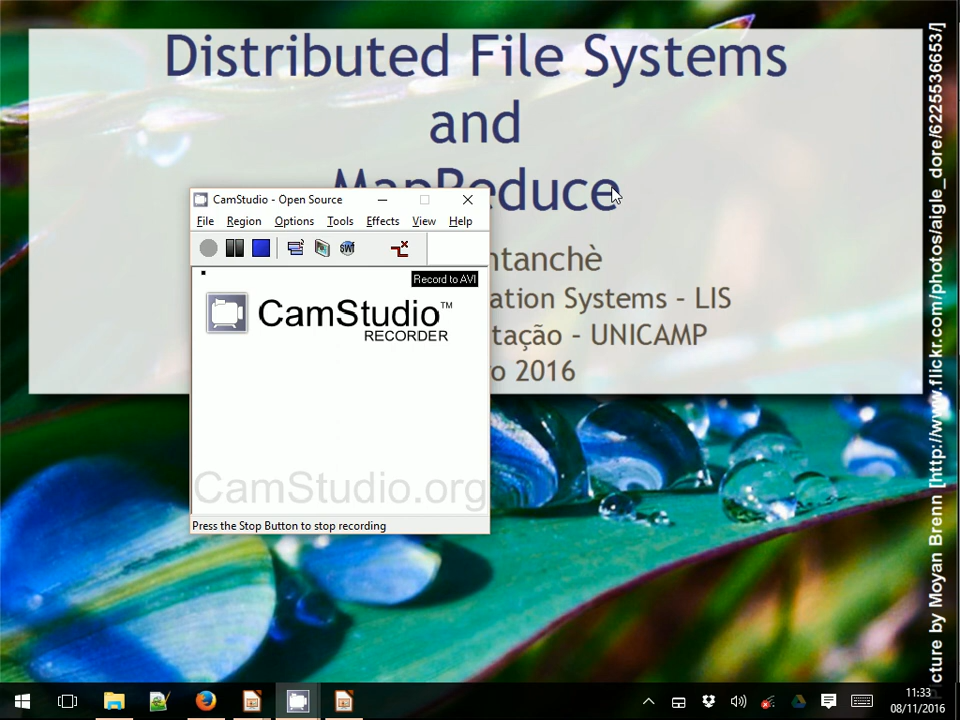 Distributed File Systems
and
MapReduce
ntanchè
ation Systems – LIS
tação – UNICAMP
o 2016
CamStudio - Open Source
File Region Options Tools Effects View Help
Record to AVI
CamStudio™
RECORDER
CamStudio.org
Press the Stop Button to stop recording
Picture by Moyan Brenn [http://www.flickr.com/photos/aigle_dore/6225536653/]
11:33
08/11/2016